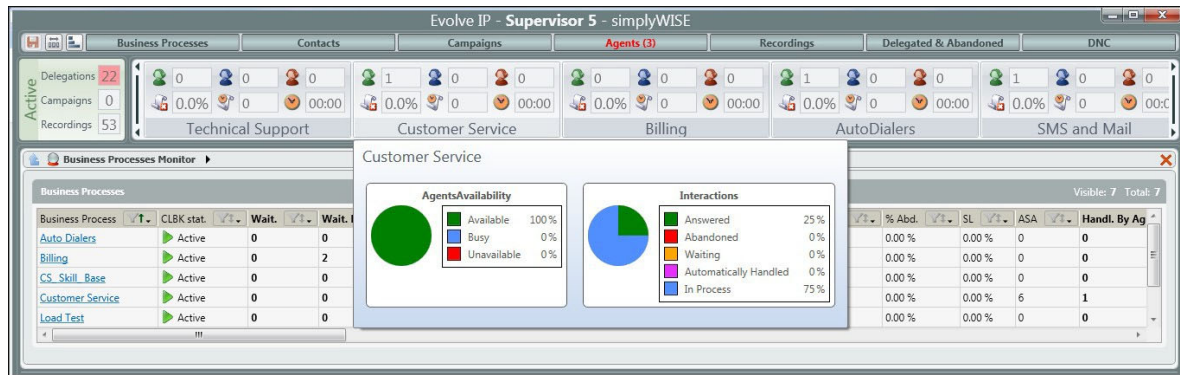 Evolve IP - Supervisor 5 - simplyWISE
Business Processes Contacts Campaigns Agents (3) Recordings Delegated & Abandoned DNC
Active
Delegations 22
Campaigns 0
Recordings 53
0 0 0 1 0 0 0 0 0 1 0 0 1 0 0
0.0% 0 00:00 0.0% 0 00:00 0.0% 0 00:00 0.0% 0 00:00 0.0% 0
Technical Support Customer Service Billing AutoDialers SMS and Mail
Business Processes Monitor
Customer Service
Business Processes Visible: 7 Total: 7
AgentsAvailability
Available 100%
Busy 0%
Unavailable 0%
Interactions
Answered 25%
Abandoned 0%
Waiting 0%
Automatically Handled 0%
In Process 75%
Business Process CLBK stat. Wait. Wait. % Abd. SL ASA Handl. By Ag
Auto Dialers Active 0 0 0.00 % 0.00 % 0 0
Billing Active 0 2 0.00 % 0.00 % 0 0
CS_Skill_Base Active 0 0 0.00 % 0.00 % 0 0
Customer Service Active 0 0 0.00 % 0.00 % 6 1
Load Test Active 0 0 0.00 % 0.00 % 0 0